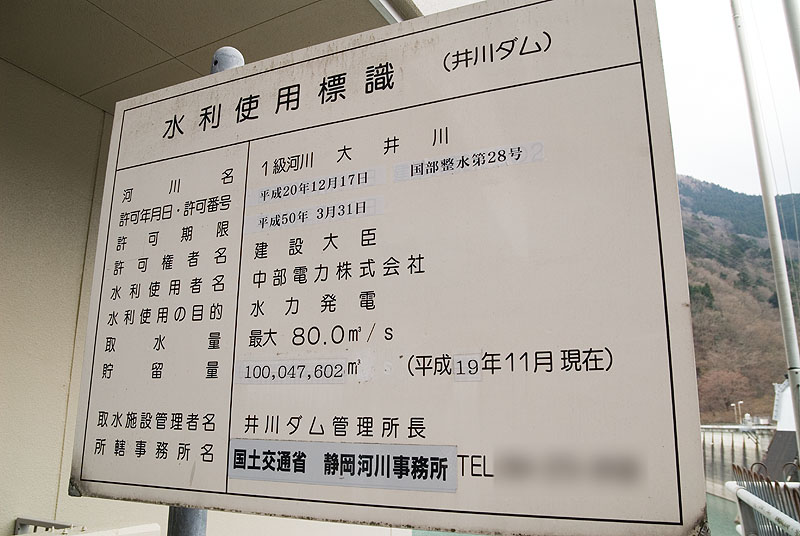 水利使用標識 (井川ダム)
河川名 1級河川 大井川
許可年月日・許可番号 平成20年12月17日 国部整水第28号
許可期限 平成50年 3月31日
許可権者名 建設大臣
水利使用者名 中部電力株式会社
水利使用の目的 水力発電
取水量 最大 80.0㎥/s
貯留量 100,047,602㎥ (平成19年11月現在)
取水施設管理者名 井川ダム管理所長
所轄事務所名 国土交通省 静岡河川事務所 TEL